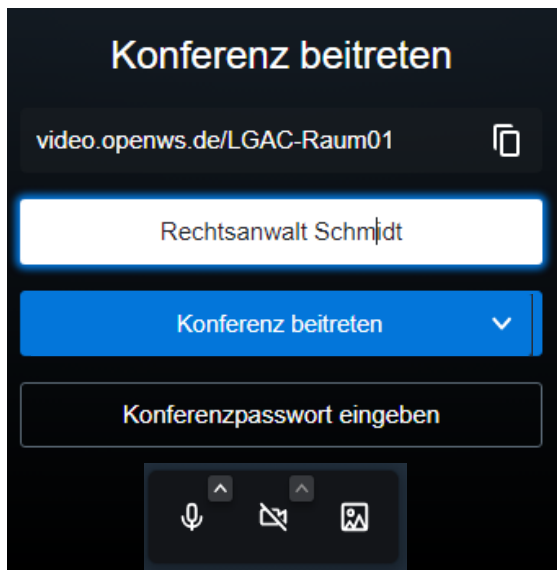 Konferenz beitreten
video.openws.de/LGAC-Raum01
Rechtsanwalt Schmidt
Konferenz beitreten
Konferenzpasswort eingeben